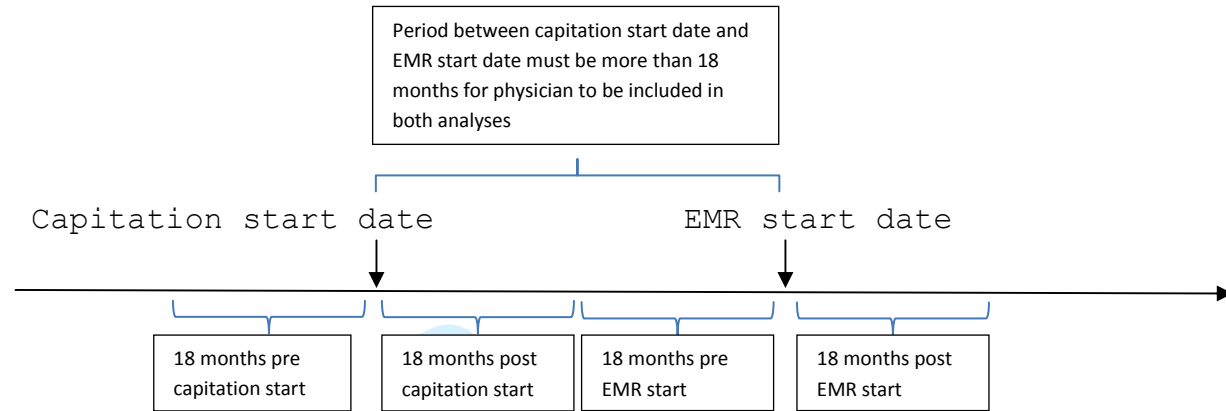 Period between capitation start date and
EMR start date must be more than 18
months for physician to be included in
both analyses
Capitation start date
EMR start date
18 months pre
capitation start
18 months post
capitation start
18 months pre
EMR start
18 months post
EMR start